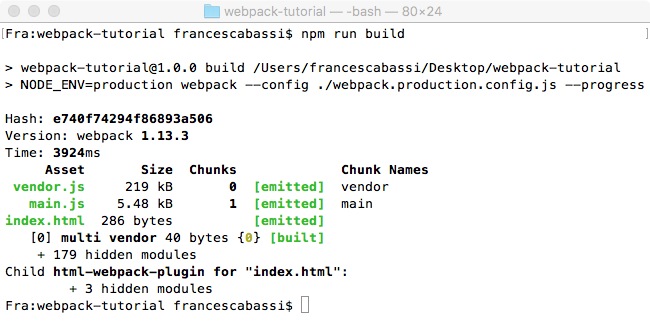 webpack-tutorial — -bash — 80×24
[Fra:webpack-tutorial francescabassi$ npm run build ]
> webpack-tutorial@1.0.0 build /Users/francescabassi/Desktop/webpack-tutorial
> NODE_ENV=production webpack --config ./webpack.production.config.js --progress
Hash: e740f74294f86893a506
Version: webpack 1.13.3
Time: 3924ms
Asset Size Chunks Chunk Names
vendor.js 219 kB 0 [emitted] vendor
main.js 5.48 kB 1 [emitted] main
index.html 286 bytes [emitted]
[0] multi vendor 40 bytes {0} [built]
+ 179 hidden modules
Child html-webpack-plugin for "index.html":
+ 3 hidden modules
Fra:webpack-tutorial francescabassi$